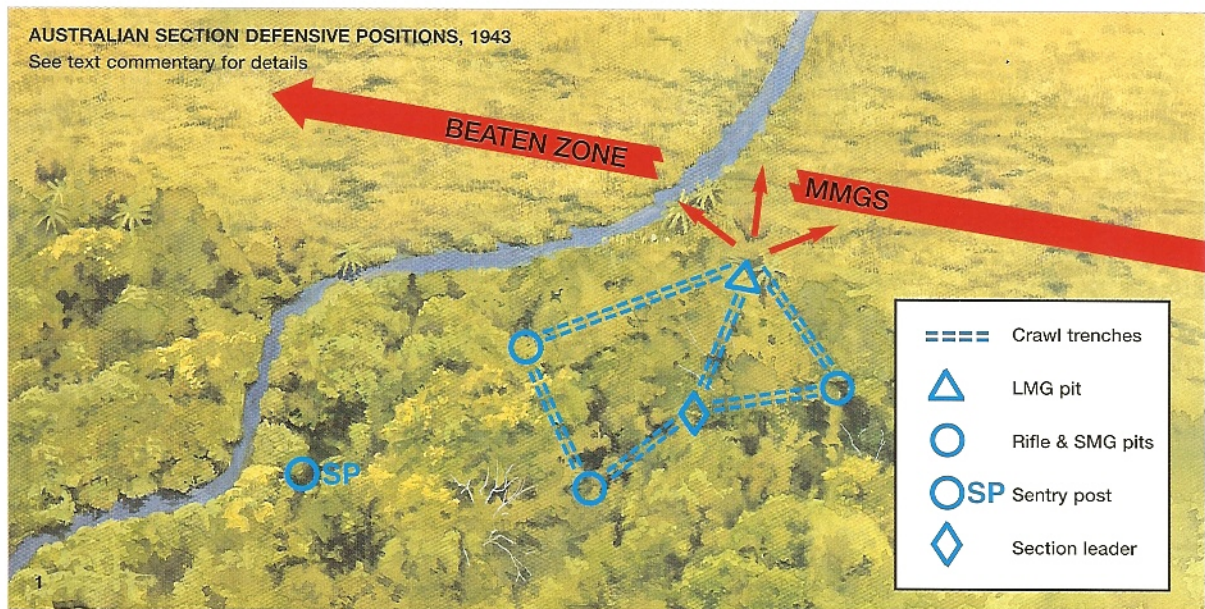 AUSTRALIAN SECTION DEFENSIVE POSITIONS, 1943
See text commentary for details
BEATEN ZONE
MMGS
SP
Crawl trenches
LMG pit
Rifle & SMG pits
SP Sentry post
Section leader
1